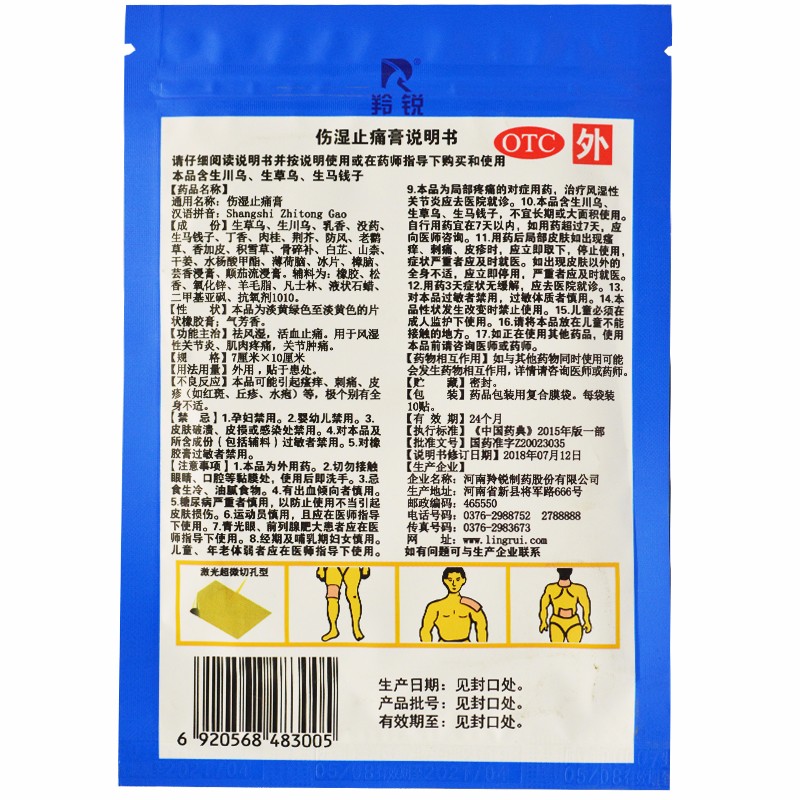 羚锐
伤湿止痛膏说明书
OTC
外
请仔细阅读说明书并按说明使用或在药师指导下购买和使用
本品含生川乌、生草乌、生马钱子
【药品名称】
通用名称：伤湿止痛膏
汉语拼音：Shangshi Zhitong Gao
【成　份】生草乌、生川乌、乳香、没药、
生马钱子、丁香、肉桂、荆芥、防风、老鹳
草、香加皮、积雪草、骨碎补、白芷、山柰、
干姜、水杨酸甲酯、薄荷脑、冰片、樟脑、
芸香浸膏、颠茄流浸膏。辅料为：橡胶、松
香、氧化锌、羊毛脂、凡士林、液状石蜡、
二甲基亚砜、抗氧剂1010。
【性　状】本品为淡黄绿色至淡黄色的片
状橡胶膏；气芳香。
【功能主治】祛风湿，活血止痛。用于风湿
性关节炎、肌肉疼痛，关节肿痛。
【规　格】7厘米×10厘米
【用法用量】外用，贴于患处。
【不良反应】本品可能引起瘙痒、刺痛、皮
疹（如红斑、丘疹、水疱）等，极个别有全
身不适。
【禁　忌】1.孕妇禁用。2.婴幼儿禁用。3.
皮肤破溃、皮损或感染处禁用。4.对本品及
所含成份（包括辅料）过敏者禁用。5.对橡
胶膏过敏者禁用。
【注意事项】1.本品为外用药。2.切勿接触
眼睛、口腔等黏膜处，使用后即洗手。3.忌
食生冷、油腻食物。4.有出血倾向者慎用。
5.糖尿病严重者慎用，以防止使用不当引起
皮肤损伤。6.运动员慎用，且应在医师指导
下使用。7.青光眼、前列腺肥大患者应在医
师指导下使用。8.经期及哺乳期妇女慎用。
儿童、年老体弱者应在医师指导下使用。
9.本品为局部疼痛的对症用药，治疗风湿性
关节炎应去医院就诊。10.本品含生川乌、
生草乌、生马钱子，不宜长期或大面积使用。
自行用药宜在7天以内，如用药超过7天，应
向医师咨询。11.用药后局部皮肤如出现瘙
痒、刺痛、皮疹时，应立即取下，停止使用，
症状严重者应及时就医。如出现皮肤以外的
全身不适，应立即停用，严重者应及时就医。
12.用药3天症状无缓解，应去医院就诊。13.
对本品过敏者禁用，过敏体质者慎用。14.本
品性状发生改变时禁止使用。15.儿童必须在
成人监护下使用。16.请将本品放在儿童不能
接触的地方。17.如正在使用其他药品，使用
本品前请咨询医师或药师。
【药物相互作用】如与其他药物同时使用可能
会发生药物相互作用，详情请咨询医师或药师。
【贮　藏】密封。
【包　装】药品包装用复合膜袋。每袋装
10贴。
【有 效 期】24个月
【执行标准】《中国药典》2015年版一部
【批准文号】国药准字Z20023035
【说明书修订日期】2018年07月12日
【生产企业】
企业名称：河南羚锐制药股份有限公司
生产地址：河南省新县将军路666号
邮政编码：465550
电话号码：0376-2988752　2788888
传真号码：0376-2983673
网　　址：www.lingrui.com
如有问题可与生产企业联系
激光超微切孔型
生产日期：见封口处。
产品批号：见封口处。
有效期至：见封口处。
6 920568 483005